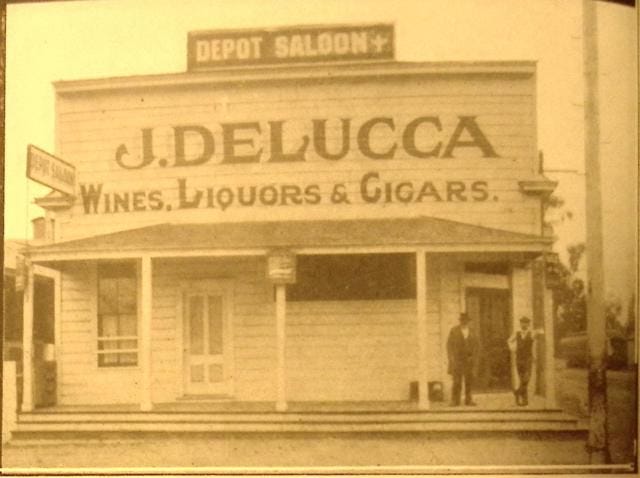 DEPOT SALOON
J. DELUCCA
DEPOT SALOON
WINES, LIQUORS & CIGARS.